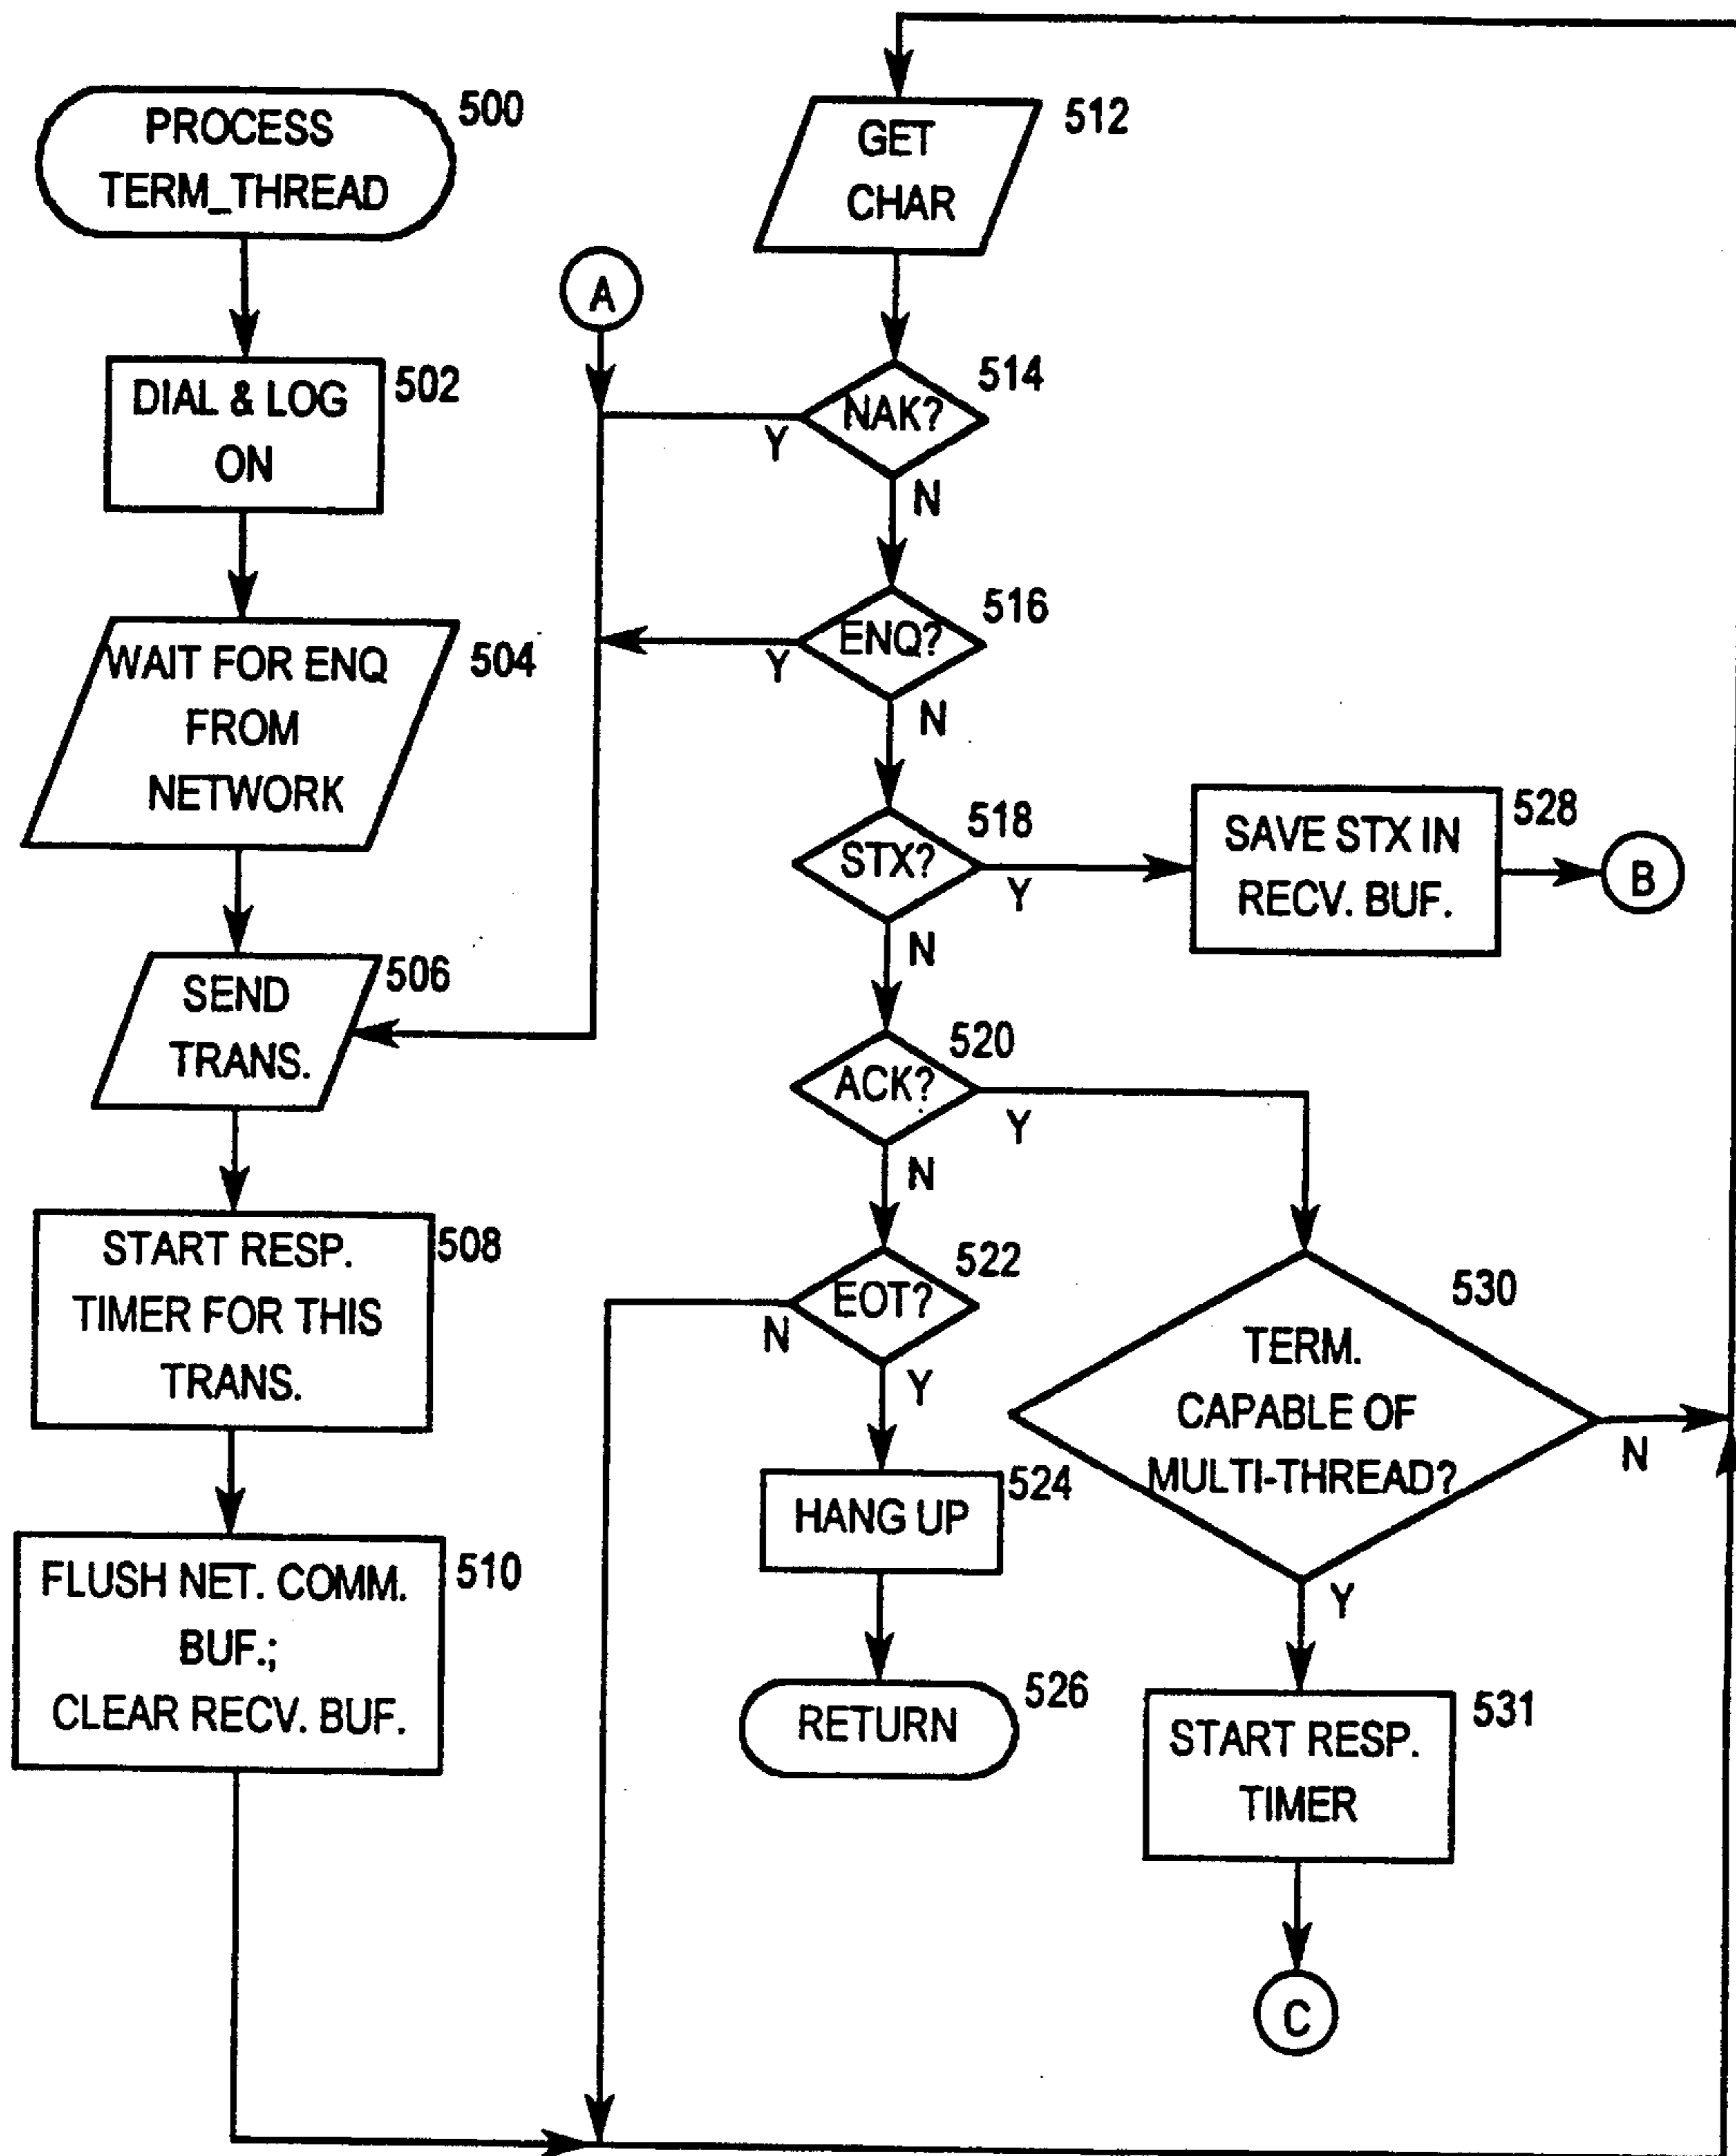 PROCESS
TERM_THREAD
500
DIAL & LOG
ON
502
WAIT FOR ENQ
FROM
NETWORK
504
SEND
TRANS.
506
START RESP.
TIMER FOR THIS
TRANS.
508
FLUSH NET. COMM.
BUF.;
CLEAR RECV. BUF.
510
A
GET
CHAR
512
NAK?
514
Y
N
ENQ?
516
Y
N
STX?
518
Y
N
SAVE STX IN
RECV. BUF.
528
B
ACK?
520
Y
N
EOT?
522
N
Y
HANG UP
524
RETURN
526
TERM.
CAPABLE OF
MULTI-THREAD?
530
N
Y
START RESP.
TIMER
531
C